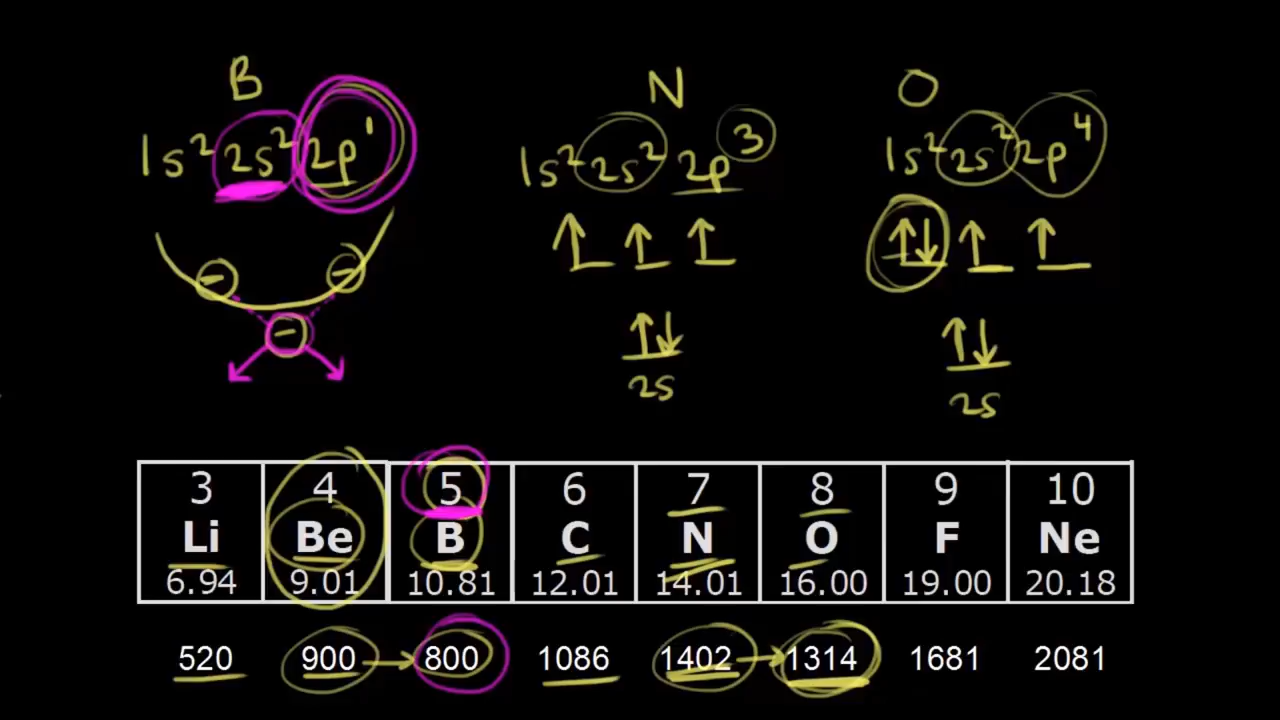 B N O
1s² 2s² 2p¹ 1s² 2s² 2p³ 1s² 2s² 2p⁴
2s 2s
3 4 5 6 7 8 9 10
Li Be B C N O F Ne
6.94 9.01 10.81 12.01 14.01 16.00 19.00 20.18
520 900 800 1086 1402 1314 1681 2081